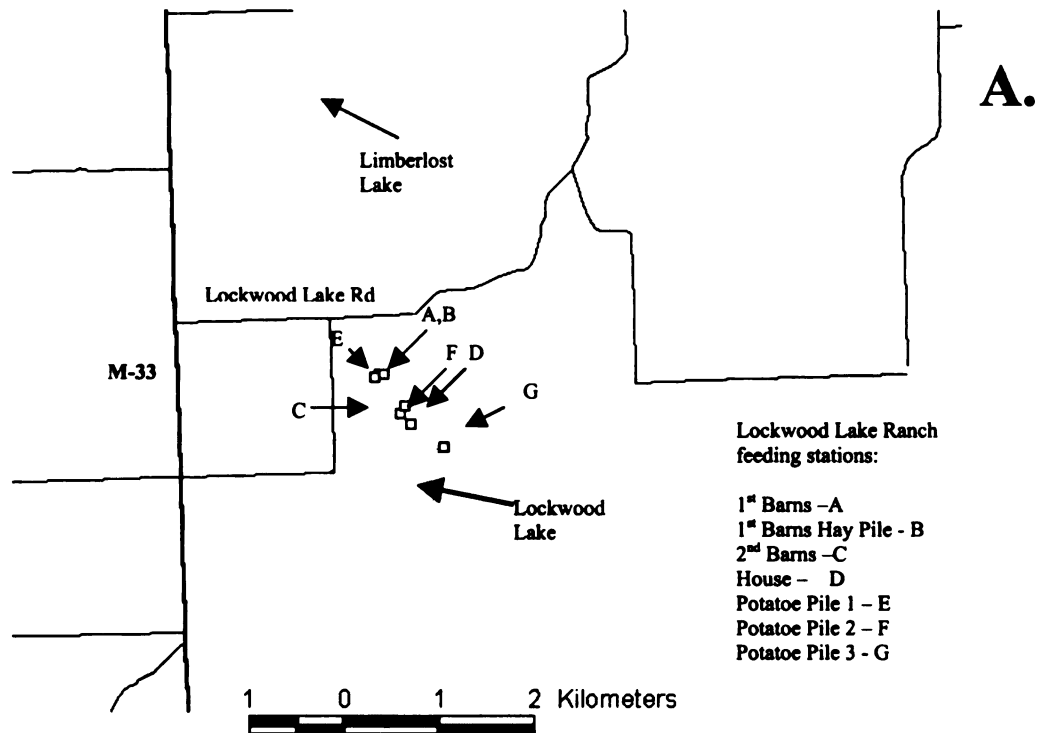 A.
Limberlost
Lake
Lockwood Lake Rd
A,B
E
F D
M-33
C
G
Lockwood Lake Ranch
feeding stations:
1st Barns –A
1st Barns Hay Pile - B
2nd Barns –C
House – D
Potatoe Pile 1 – E
Potatoe Pile 2 – F
Potatoe Pile 3 - G
Lockwood
Lake
1 0 1 2 Kilometers